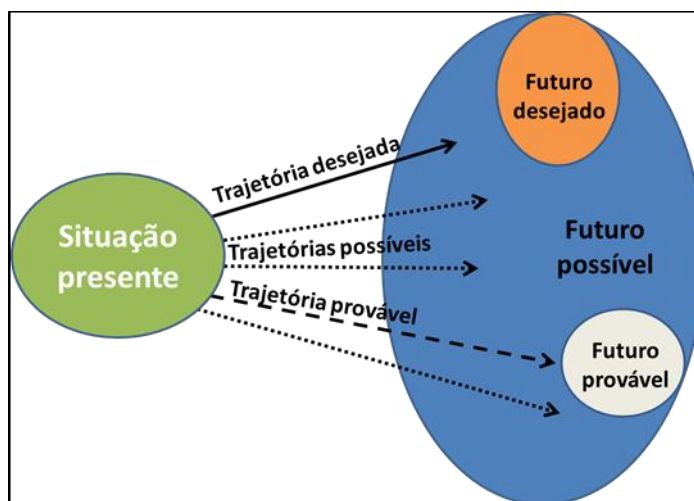 Situação
presente
Trajetória desejada
Trajetórias possíveis
Trajetória provável
Futuro
desejado
Futuro
possível
Futuro
provável